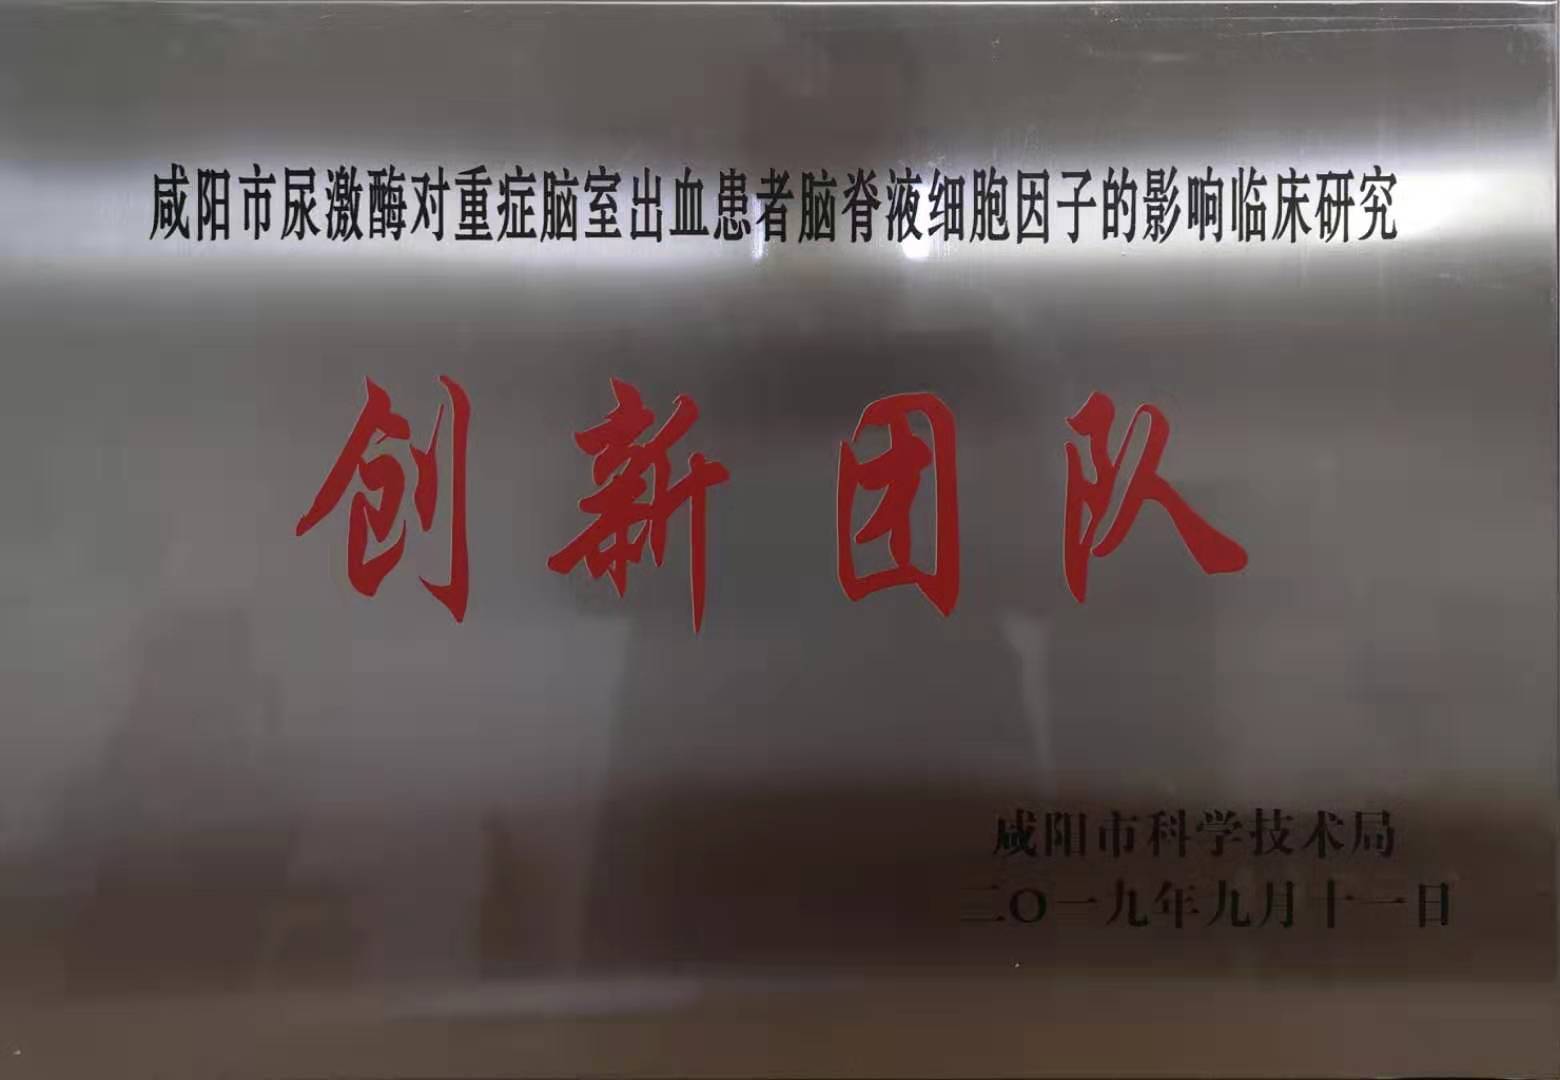 咸阳市尿激酶对重症脑室出血患者脑脊液细胞因子的影响临床研究
创新团队
咸阳市科学技术局
二〇一九年九月十一日